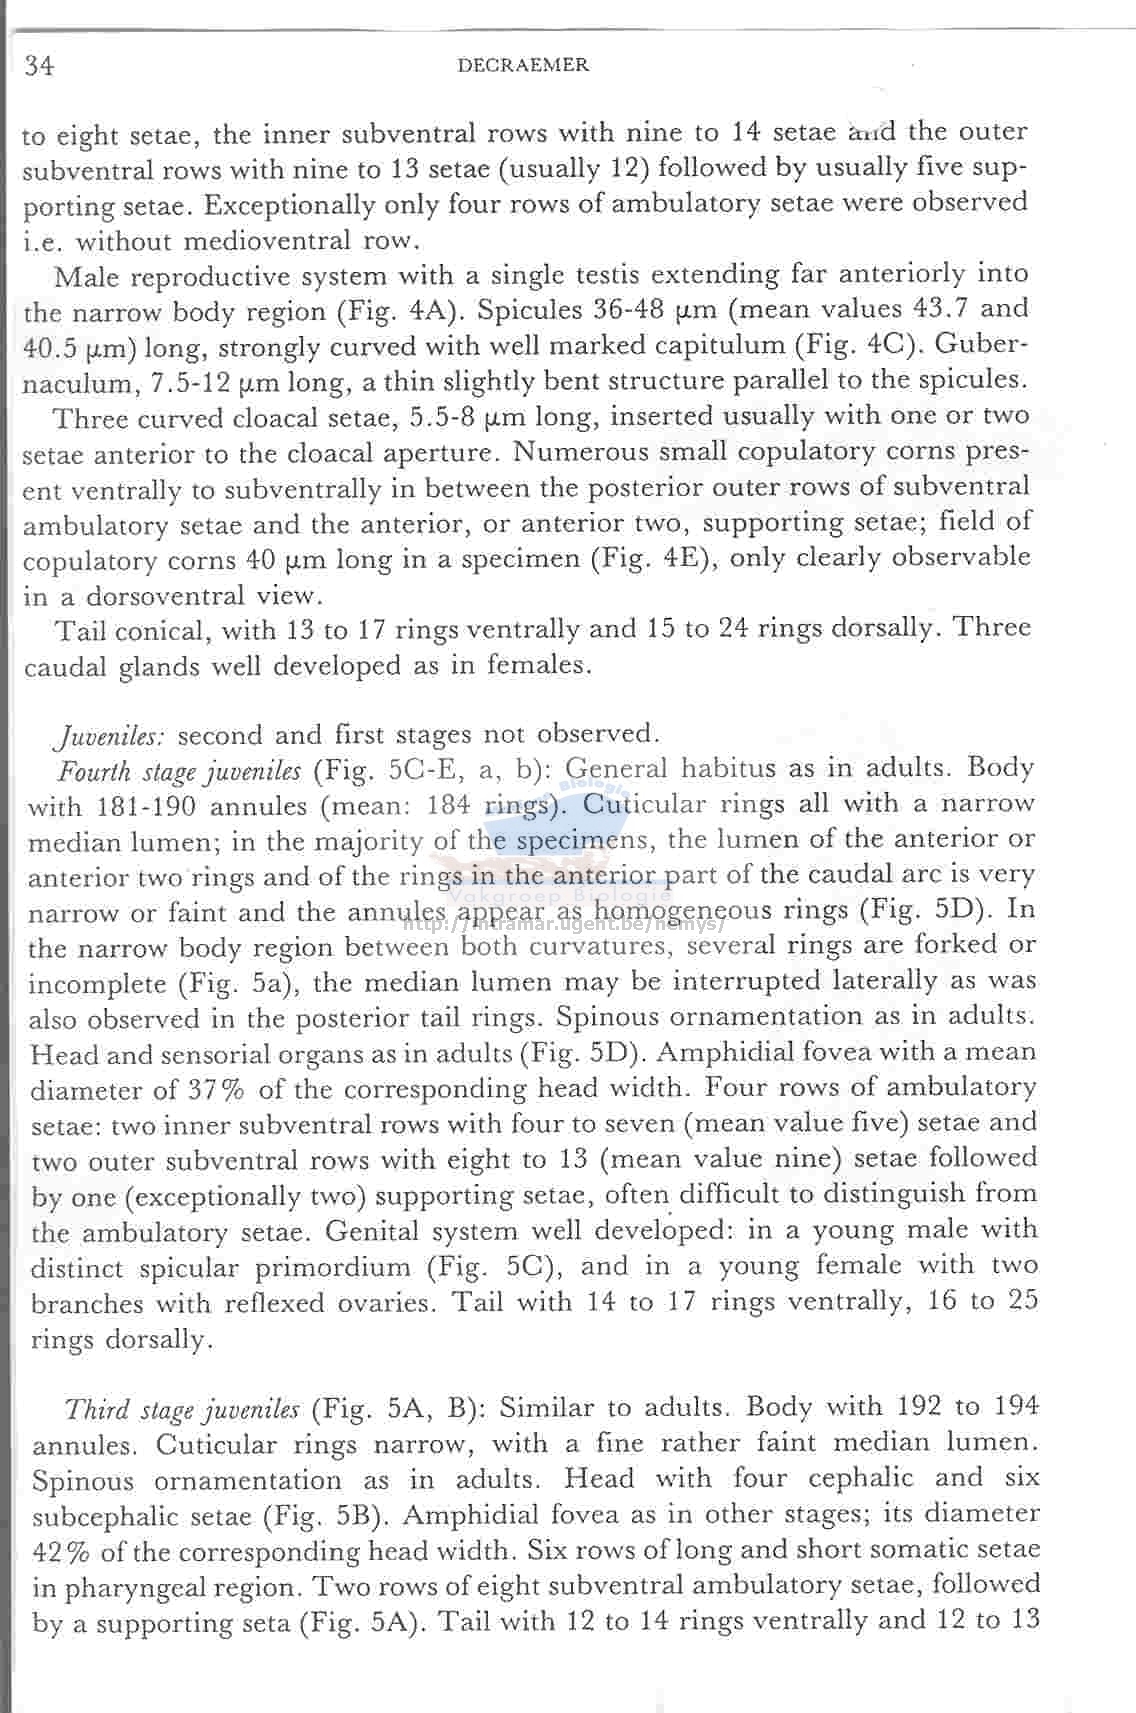 34
DECRAEMER
to eight setae, the inner subventral rows with nine to 14 setae and the outer
subventral rows with nine to 13 setae (usually 12) followed by usually five sup-
porting setae. Exceptionally only four rows of ambulatory setae were observed
i.e. without medioventral row.
Male reproductive system with a single testis extending far anteriorly into
the narrow body region (Fig. 4A). Spicules 36-48 µm (mean values 43.7 and
40.5 µm) long, strongly curved with well marked capitulum (Fig. 4C). Guber-
naculum, 7.5-12 µm long, a thin slightly bent structure parallel to the spicules.
Three curved cloacal setae, 5.5-8 µm long, inserted usually with one or two
setae anterior to the cloacal aperture. Numerous small copulatory corns pres-
ent ventrally to subventrally in between the posterior outer rows of subventral
ambulatory setae and the anterior, or anterior two, supporting setae; field of
copulatory corns 40 µm long in a specimen (Fig. 4E), only clearly observable
in a dorsoventral view.
Tail conical, with 13 to 17 rings ventrally and 15 to 24 rings dorsally. Three
caudal glands well developed as in females.
Juveniles: second and first stages not observed.
Fourth stage juveniles (Fig. 5C-E, a, b): General habitus as in adults. Body
with 181-190 annules (mean: 184 rings). Cuticular rings all with a narrow
median lumen; in the majority of the specimens, the lumen of the anterior or
anterior two rings and of the rings in the anterior part of the caudal arc is very
Vakgroep Biologie
narrow or faint and the annules appear as homogeneous rings (Fig. 5D). In
http://intramar.ugent.be/nemys/
the narrow body region between both curvatures, several rings are forked or
incomplete (Fig. 5a), the median lumen may be interrupted laterally as was
also observed in the posterior tail rings. Spinous ornamentation as in adults.
Head and sensorial organs as in adults (Fig. 5D). Amphidial fovea with a mean
diameter of 37% of the corresponding head width. Four rows of ambulatory
setae: two inner subventral rows with four to seven (mean value five) setae and
two outer subventral rows with eight to 13 (mean value nine) setae followed
by one (exceptionally two) supporting setae, often difficult to distinguish from
the ambulatory setae. Genital system well developed: in a young male with
distinct spicular primordium (Fig. 5C), and in a young female with two
branches with reflexed ovaries. Tail with 14 to 17 rings ventrally, 16 to 25
rings dorsally.
Third stage juveniles (Fig. 5A, B): Similar to adults. Body with 192 to 194
annules. Cuticular rings narrow, with a fine rather faint median lumen.
Spinous ornamentation as in adults. Head with four cephalic and six
subcephalic setae (Fig. 5B). Amphidial fovea as in other stages; its diameter
42% of the corresponding head width. Six rows of long and short somatic setae
in pharyngeal region. Two rows of eight subventral ambulatory setae, followed
by a supporting seta (Fig. 5A). Tail with 12 to 14 rings ventrally and 12 to 13